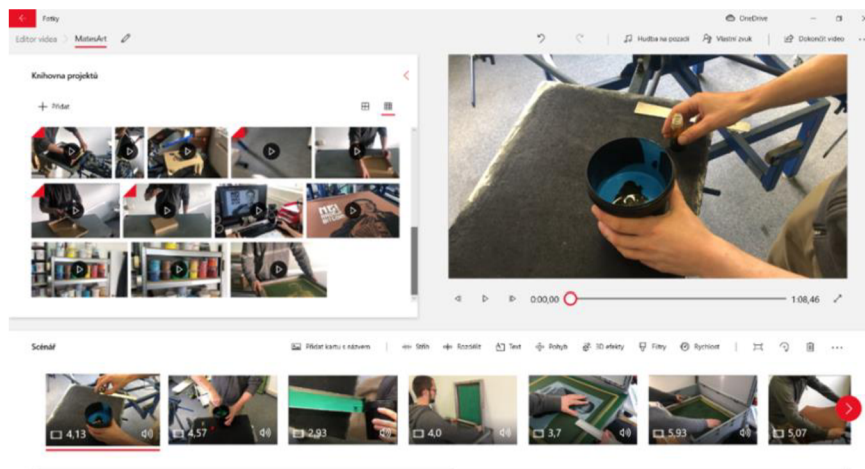 Fotky
OneDrive
Editor videa
MatesArt
Hudba na pozadí
Vlastní zvuk
Dokončit video
Knihovna projektů
Přidat
0:00,00
1:08,46
Scénář
Přidat kartu s názvem
Střih
Rozdělit
Text
Pohyb
3D efekty
Filtry
Rychlost
4,13
4,57
2,93
4,0
3,7
5,93
5,07